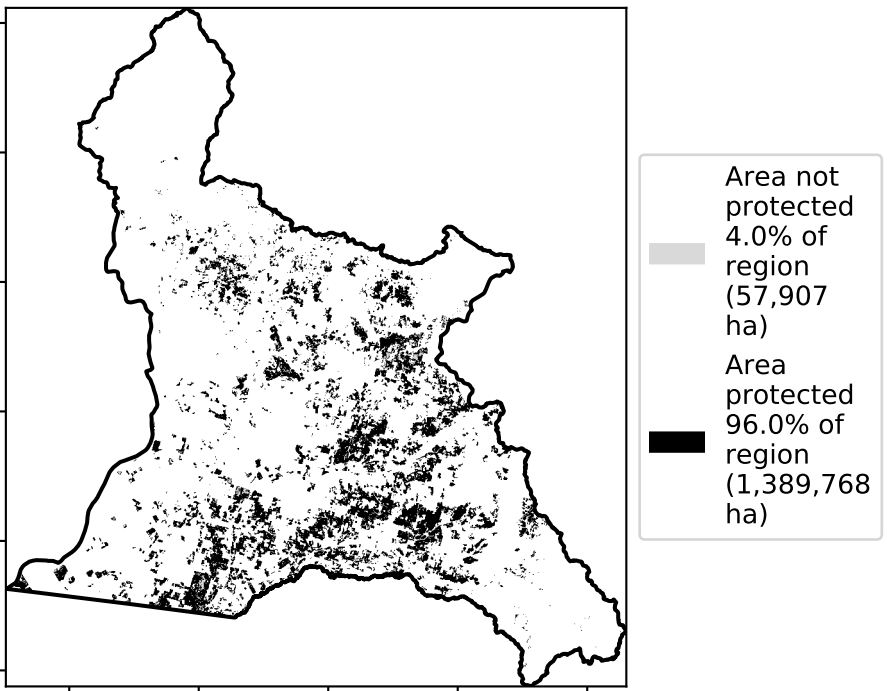 Area not
protected
4.0% of
region
(57,907
ha)
Area
protected
96.0% of
region
(1,389,768
ha)